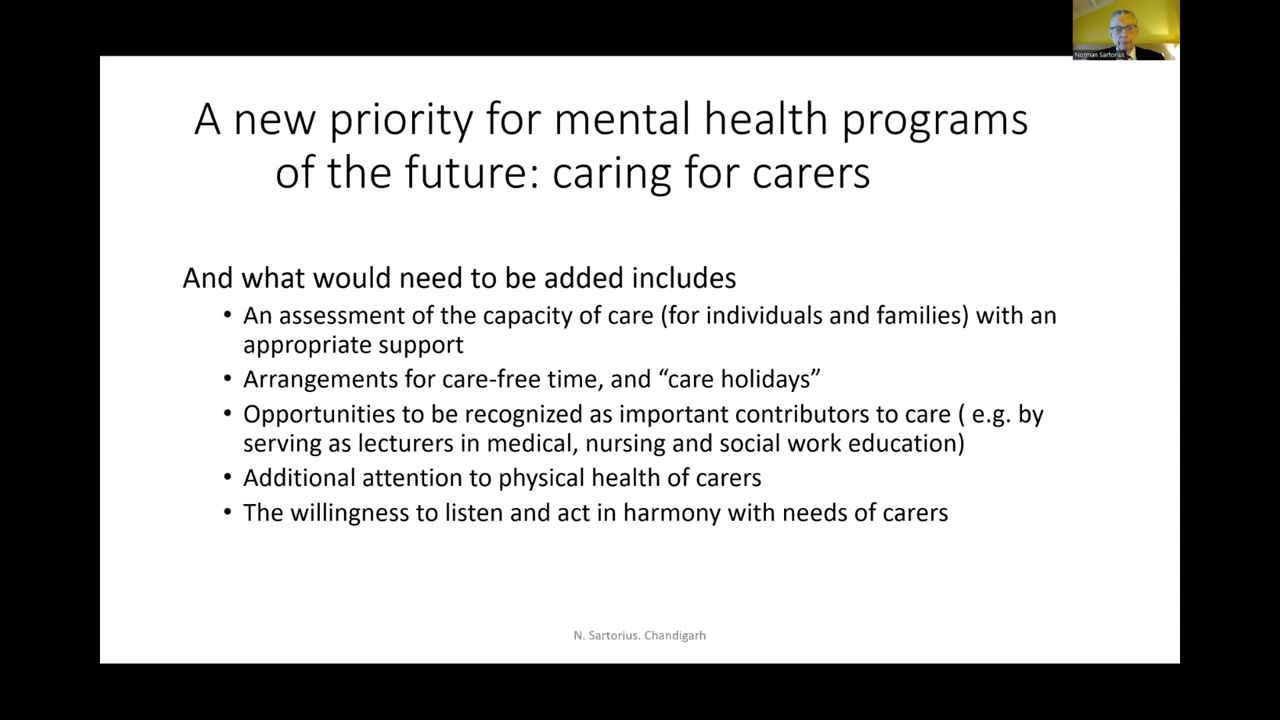 Norman Sartorius
A new priority for mental health programs
of the future: caring for carers
And what would need to be added includes
• An assessment of the capacity of care (for individuals and families) with an
appropriate support
• Arrangements for care-free time, and “care holidays”
• Opportunities to be recognized as important contributors to care ( e.g. by
serving as lecturers in medical, nursing and social work education)
• Additional attention to physical health of carers
• The willingness to listen and act in harmony with needs of carers
N. Sartorius. Chandigarh